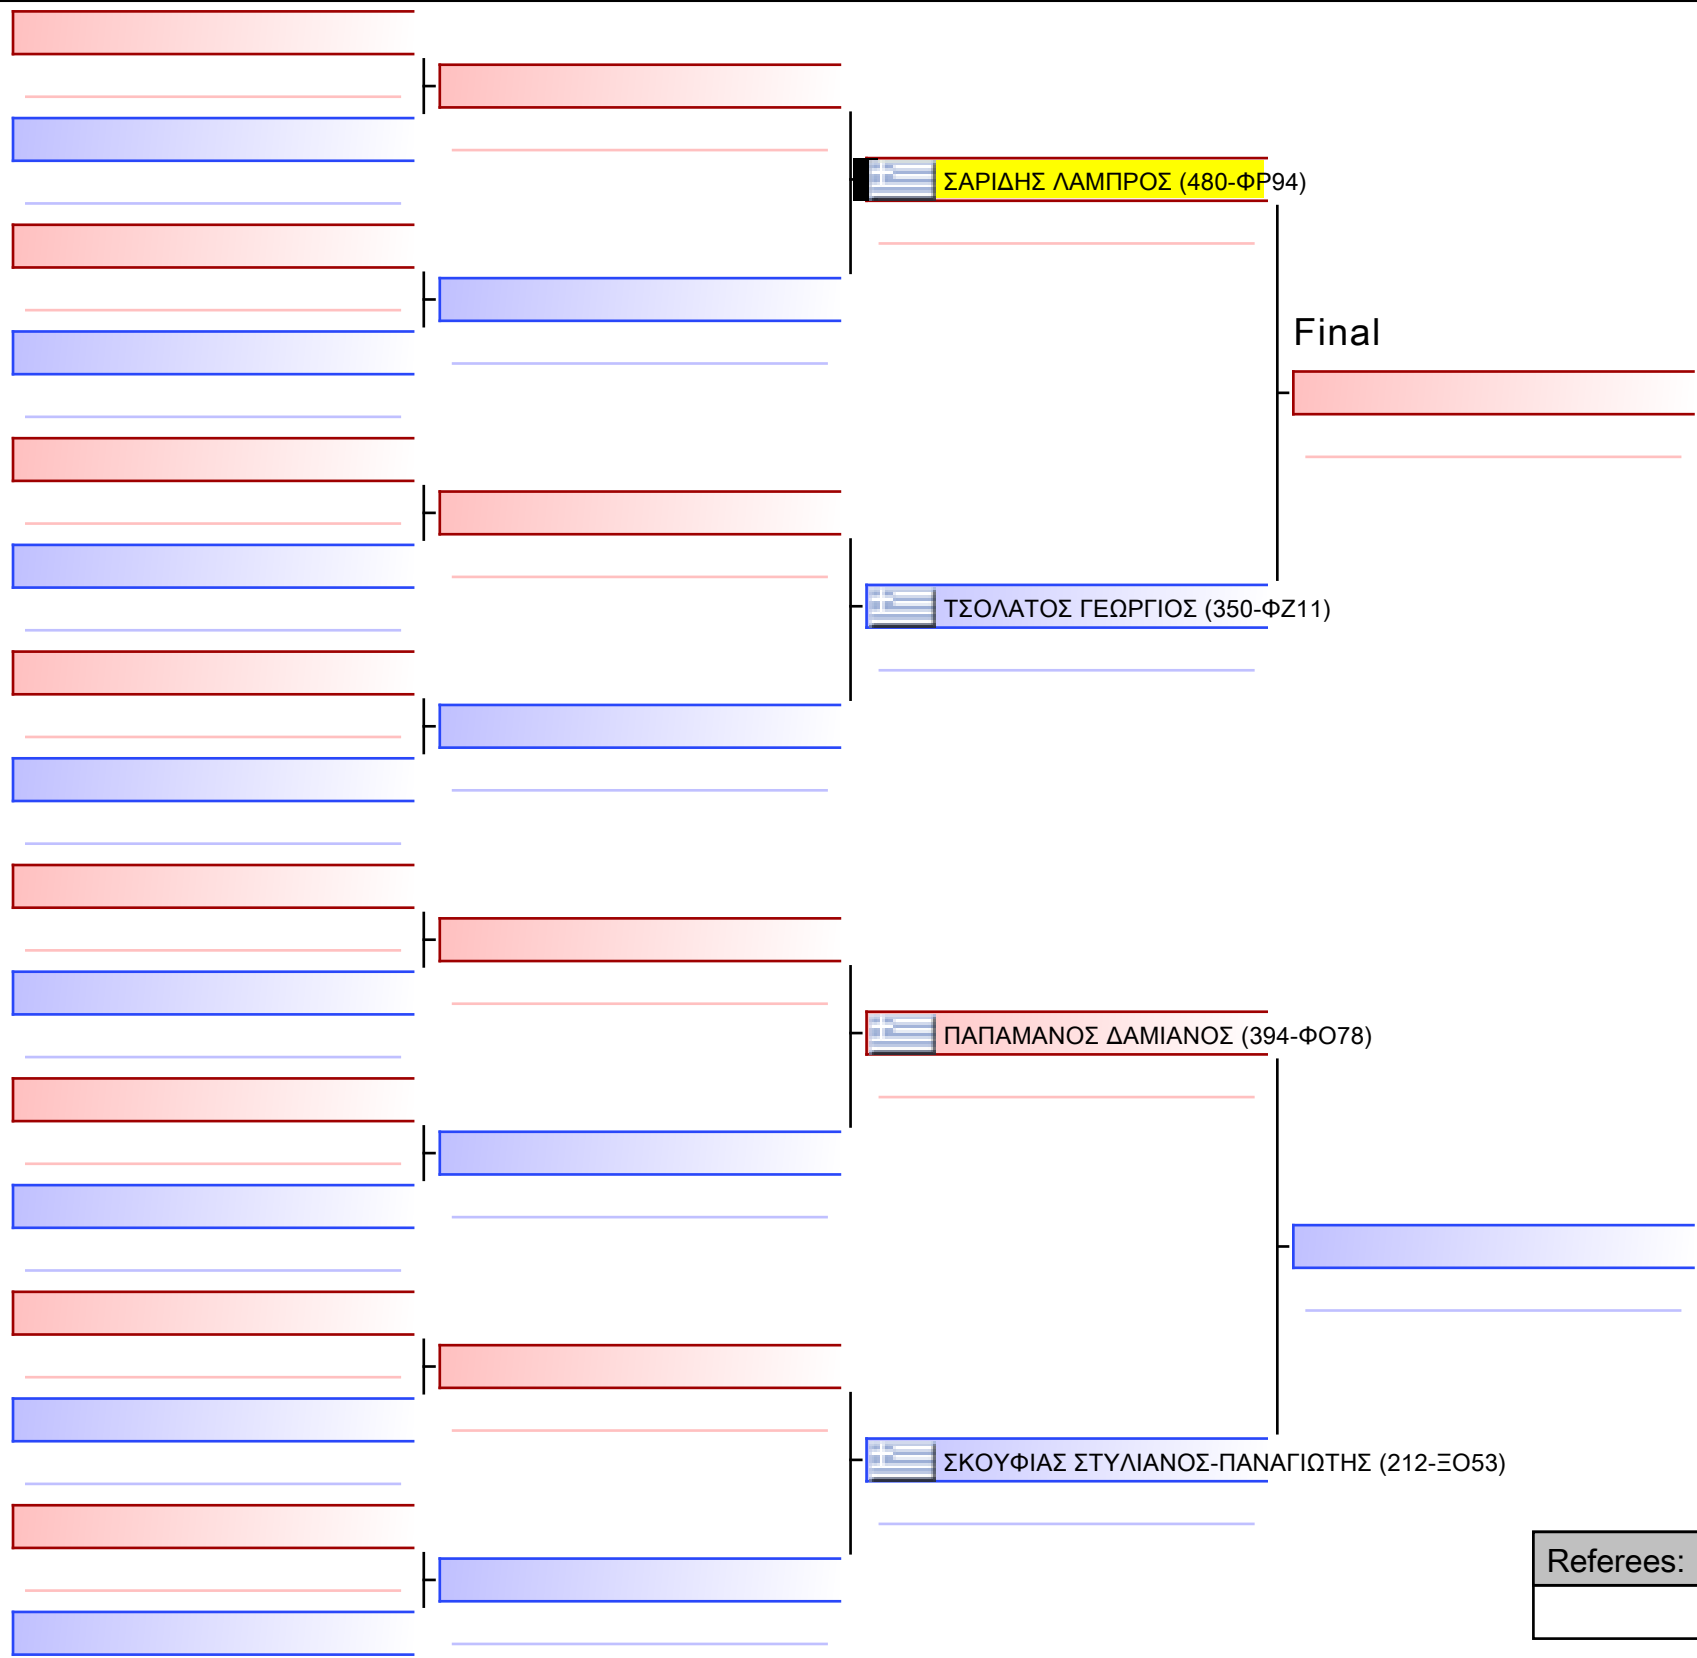 ΣΑΡΙΔΗΣ ΛΑΜΠΡΟΣ (480-ΦΡ94)
Final
ΤΣΟΛΑΤΟΣ ΓΕΩΡΓΙΟΣ (350-ΦΖ11)
ΠΑΠΑΜΑΝΟΣ ΔΑΜΙΑΝΟΣ (394-ΦΟ78)
ΣΚΟΥΦΙΑΣ ΣΤΥΛΙΑΝΟΣ-ΠΑΝΑΓΙΩΤΗΣ (212-ΞΟ53)
Referees: